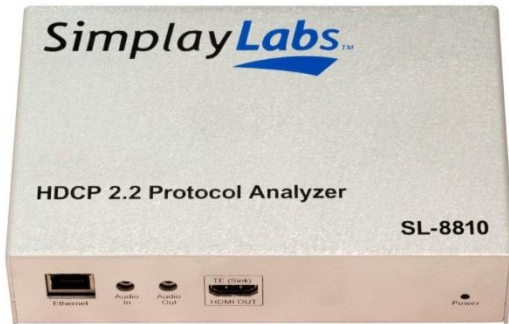 SimplayLabs™
HDCP 2.2 Protocol Analyzer
SL-8810
TE (Sink)
Ethernet
Audio In
Audio Out
HDMI OUT
Power